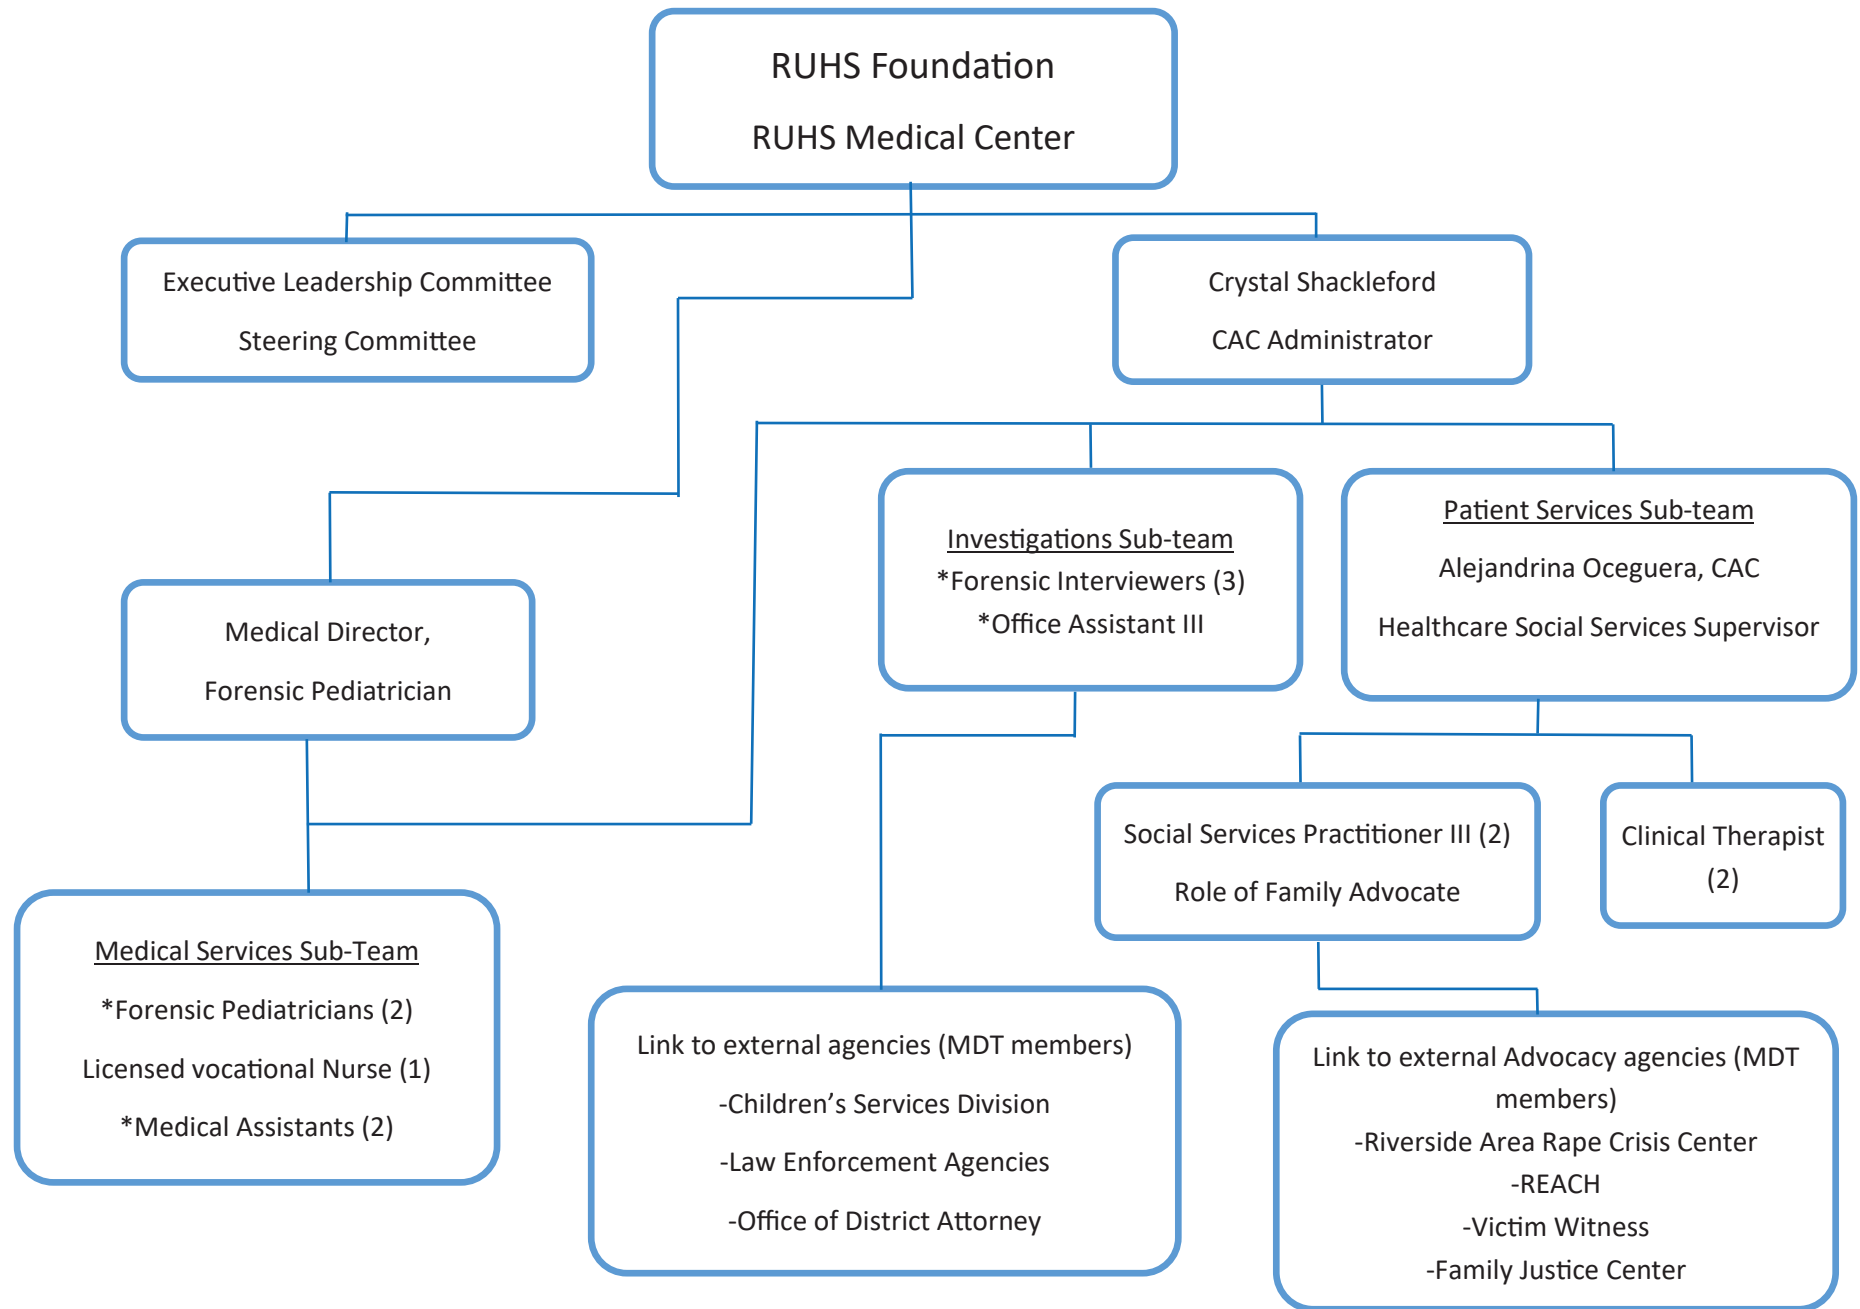 RUHS Foundation
RUHS Medical Center
Executive Leadership Committee
Steering Committee
Crystal Shackleford
CAC Administrator
Medical Director,
Forensic Pediatrician
Investigations Sub-team
*Forensic Interviewers (3)
*Office Assistant III
Patient Services Sub-team
Alejandrina Oceguera, CAC
Healthcare Social Services Supervisor
Social Services Practitioner III (2)
Role of Family Advocate
Clinical Therapist
(2)
Medical Services Sub-Team
*Forensic Pediatricians (2)
Licensed vocational Nurse (1)
*Medical Assistants (2)
Link to external agencies (MDT members)
-Children’s Services Division
-Law Enforcement Agencies
-Office of District Attorney
Link to external Advocacy agencies (MDT
members)
-Riverside Area Rape Crisis Center
-REACH
-Victim Witness
-Family Justice Center